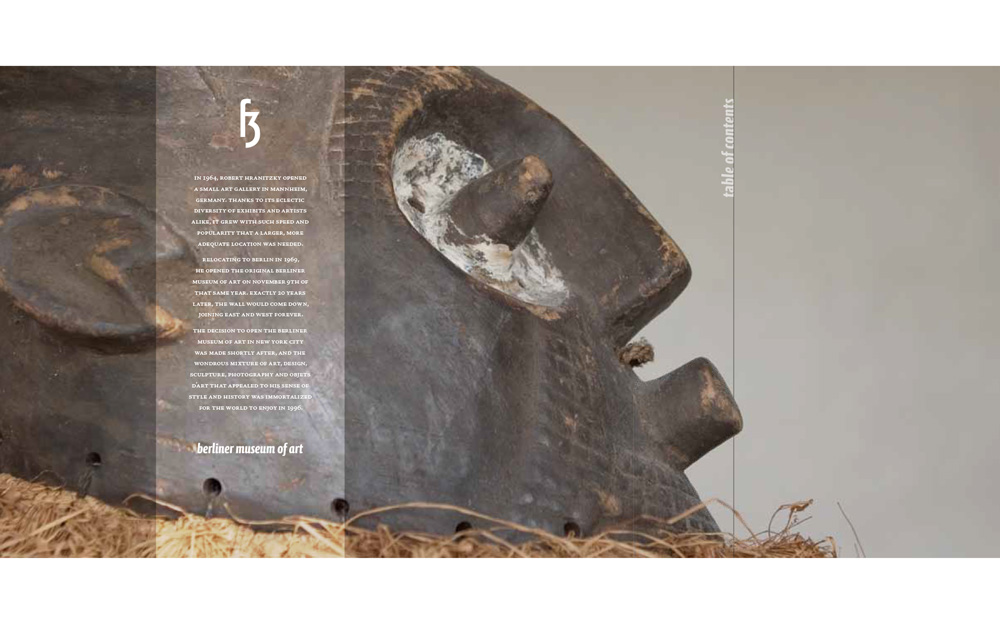 ſʒ
IN 1964, ROBERT HRANITZKY OPENED
A SMALL ART GALLERY IN MANNHEIM,
GERMANY. THANKS TO ITS ECLECTIC
DIVERSITY OF EXHIBITS AND ARTISTS
ALIKE, IT GREW WITH SUCH SPEED AND
POPULARITY THAT A LARGER, MORE
ADEQUATE LOCATION WAS NEEDED.
RELOCATING TO BERLIN IN 1969,
HE OPENED THE ORIGINAL BERLINER
MUSEUM OF ART ON NOVEMBER 9TH OF
THAT SAME YEAR. EXACTLY 20 YEARS
LATER, THE WALL WOULD COME DOWN,
JOINING EAST AND WEST FOREVER.
THE DECISION TO OPEN THE BERLINER
MUSEUM OF ART IN NEW YORK CITY
WAS MADE SHORTLY AFTER, AND THE
WONDROUS MIXTURE OF ART, DESIGN,
SCULPTURE, PHOTOGRAPHY AND OBJETS
D'ART THAT APPEALED TO HIS SENSE OF
STYLE AND HISTORY WAS IMMORTALIZED
FOR THE WORLD TO ENJOY IN 1996.
berliner museum of art
table of contents